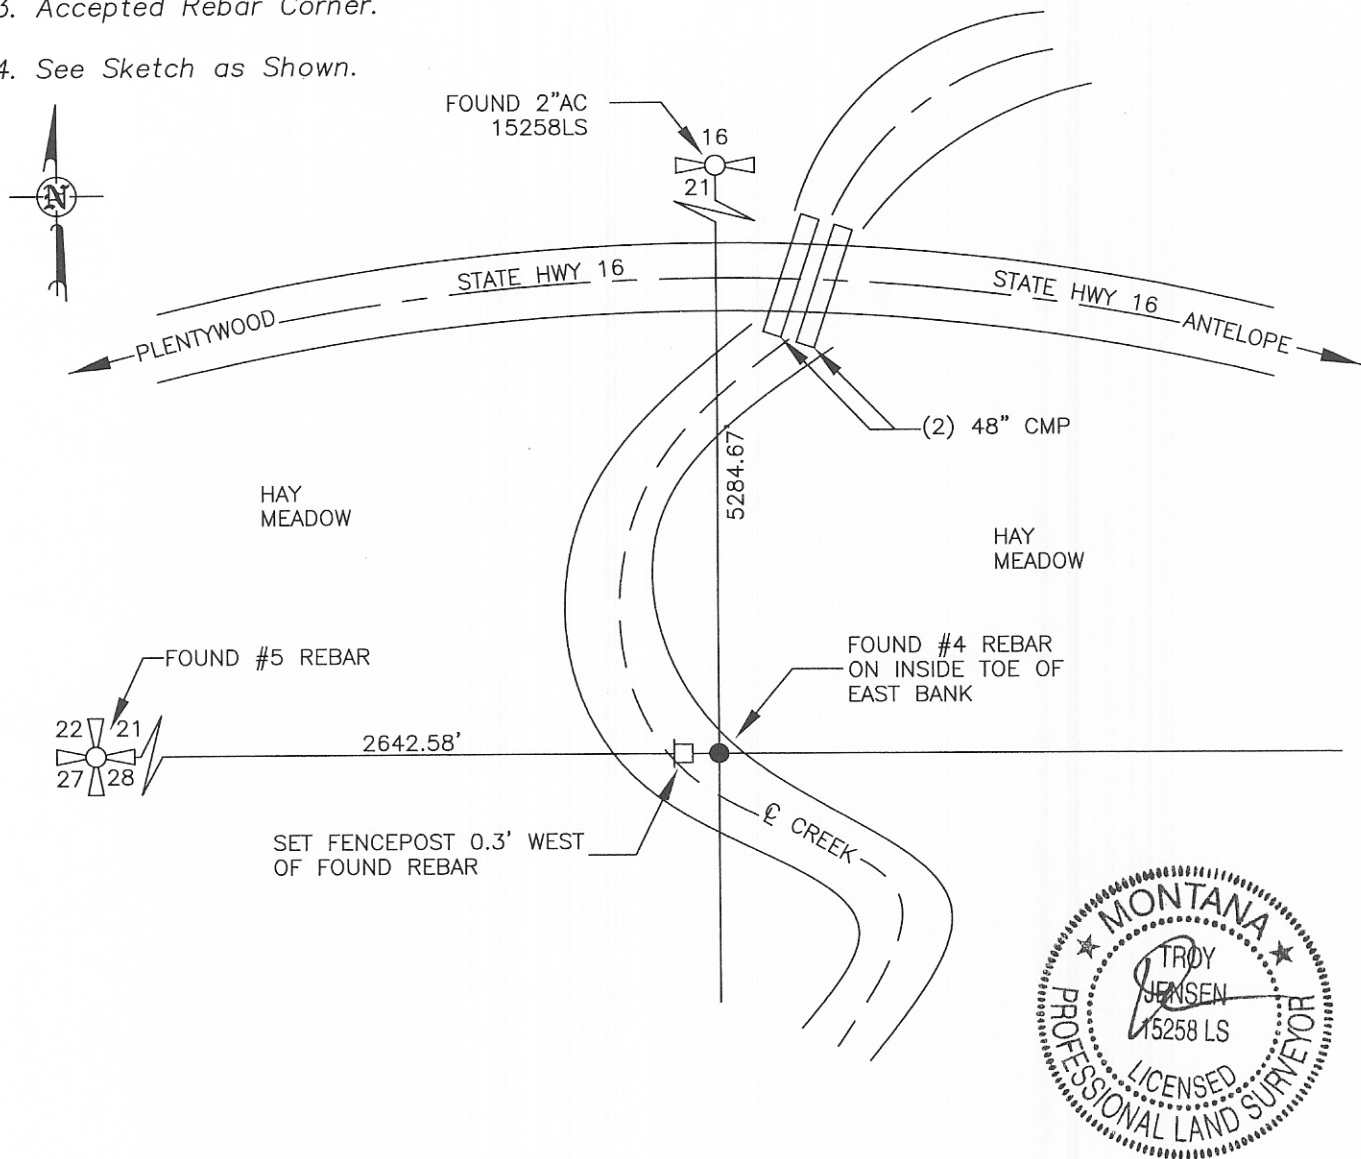 3. Accepted Rebar Corner.
4. See Sketch as Shown.
FOUND 2"AC
15258LS
16
21
N
STATE HWY 16
STATE HWY 16
PLENTYWOOD
ANTELOPE
(2) 48" CMP
5284.67'
HAY
MEADOW
HAY
MEADOW
FOUND #5 REBAR
FOUND #4 REBAR
ON INSIDE TOE OF
EAST BANK
22 21
27 28
2642.58'
SET FENCEPOST 0.3' WEST
OF FOUND REBAR
℄ CREEK
MONTANA
TROY
JENSEN
15258 LS
LICENSED
PROFESSIONAL LAND SURVEYOR